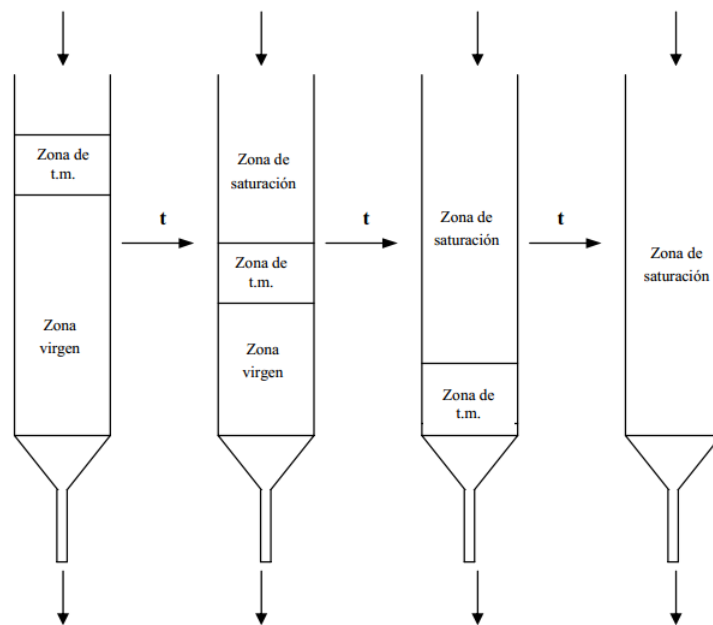 Zona de
t.m.
Zona
virgen
t
Zona de
saturación
Zona de
t.m.
Zona
virgen
t
Zona de
saturación
Zona de
t.m.
t
Zona de
saturación